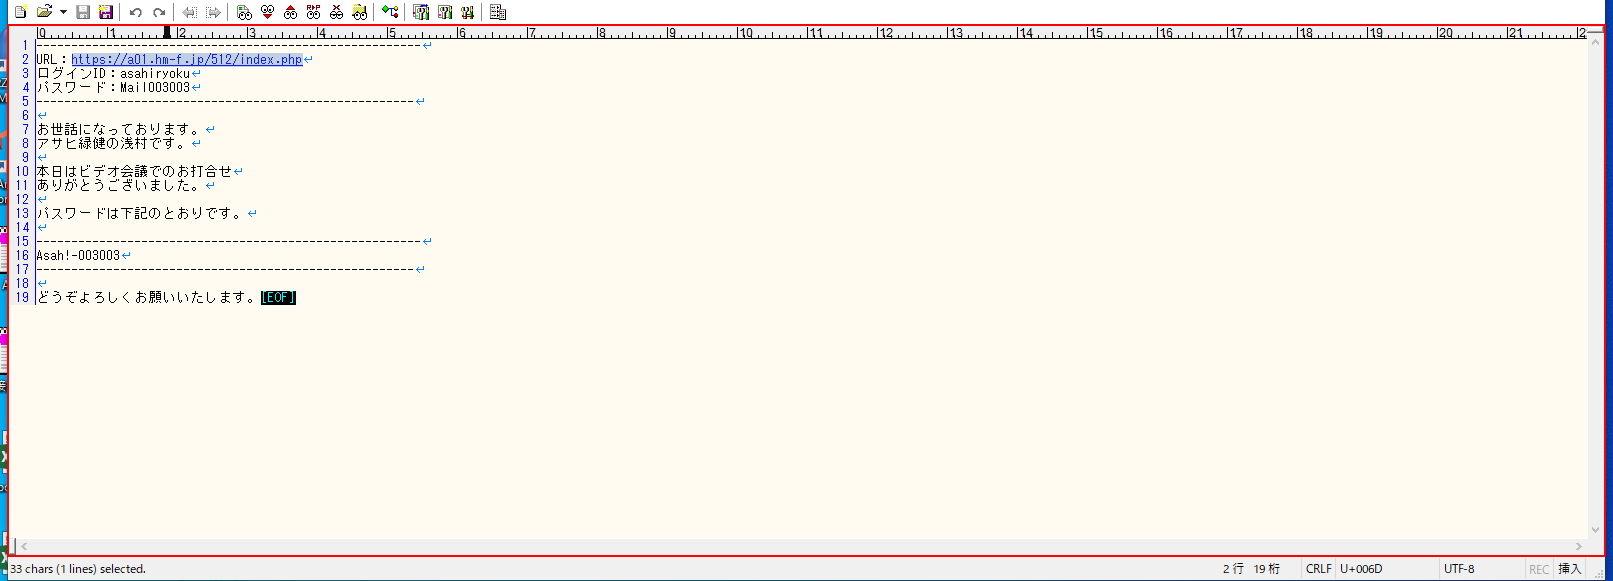 0 1 2 3 4 5 6 7 8 9 10 11 12 13 14 15 16 17 18 19 20 21 2
1 -------------------------------------------------------↵
2 URL：https://a01.hm-f.jp/512/index.php↵
3 ログインID：asahiryoku↵
4 パスワード：Mail003003↵
5 ------------------------------------------------------↵
6 ↵
7 お世話になっております。↵
8 アサヒ緑健の浅村です。↵
9 ↵
10 本日はビデオ会議でのお打合せ↵
11 ありがとうございました。↵
12 ↵
13 パスワードは下記のとおりです。↵
14 ↵
15 -------------------------------------------------------↵
16 Asah!-003003↵
17 ------------------------------------------------------↵
18 ↵
19 どうぞよろしくお願いいたします。[EOF]
33 chars (1 lines) selected. 2 行 19 桁 CRLF U+006D UTF-8 REC 挿入